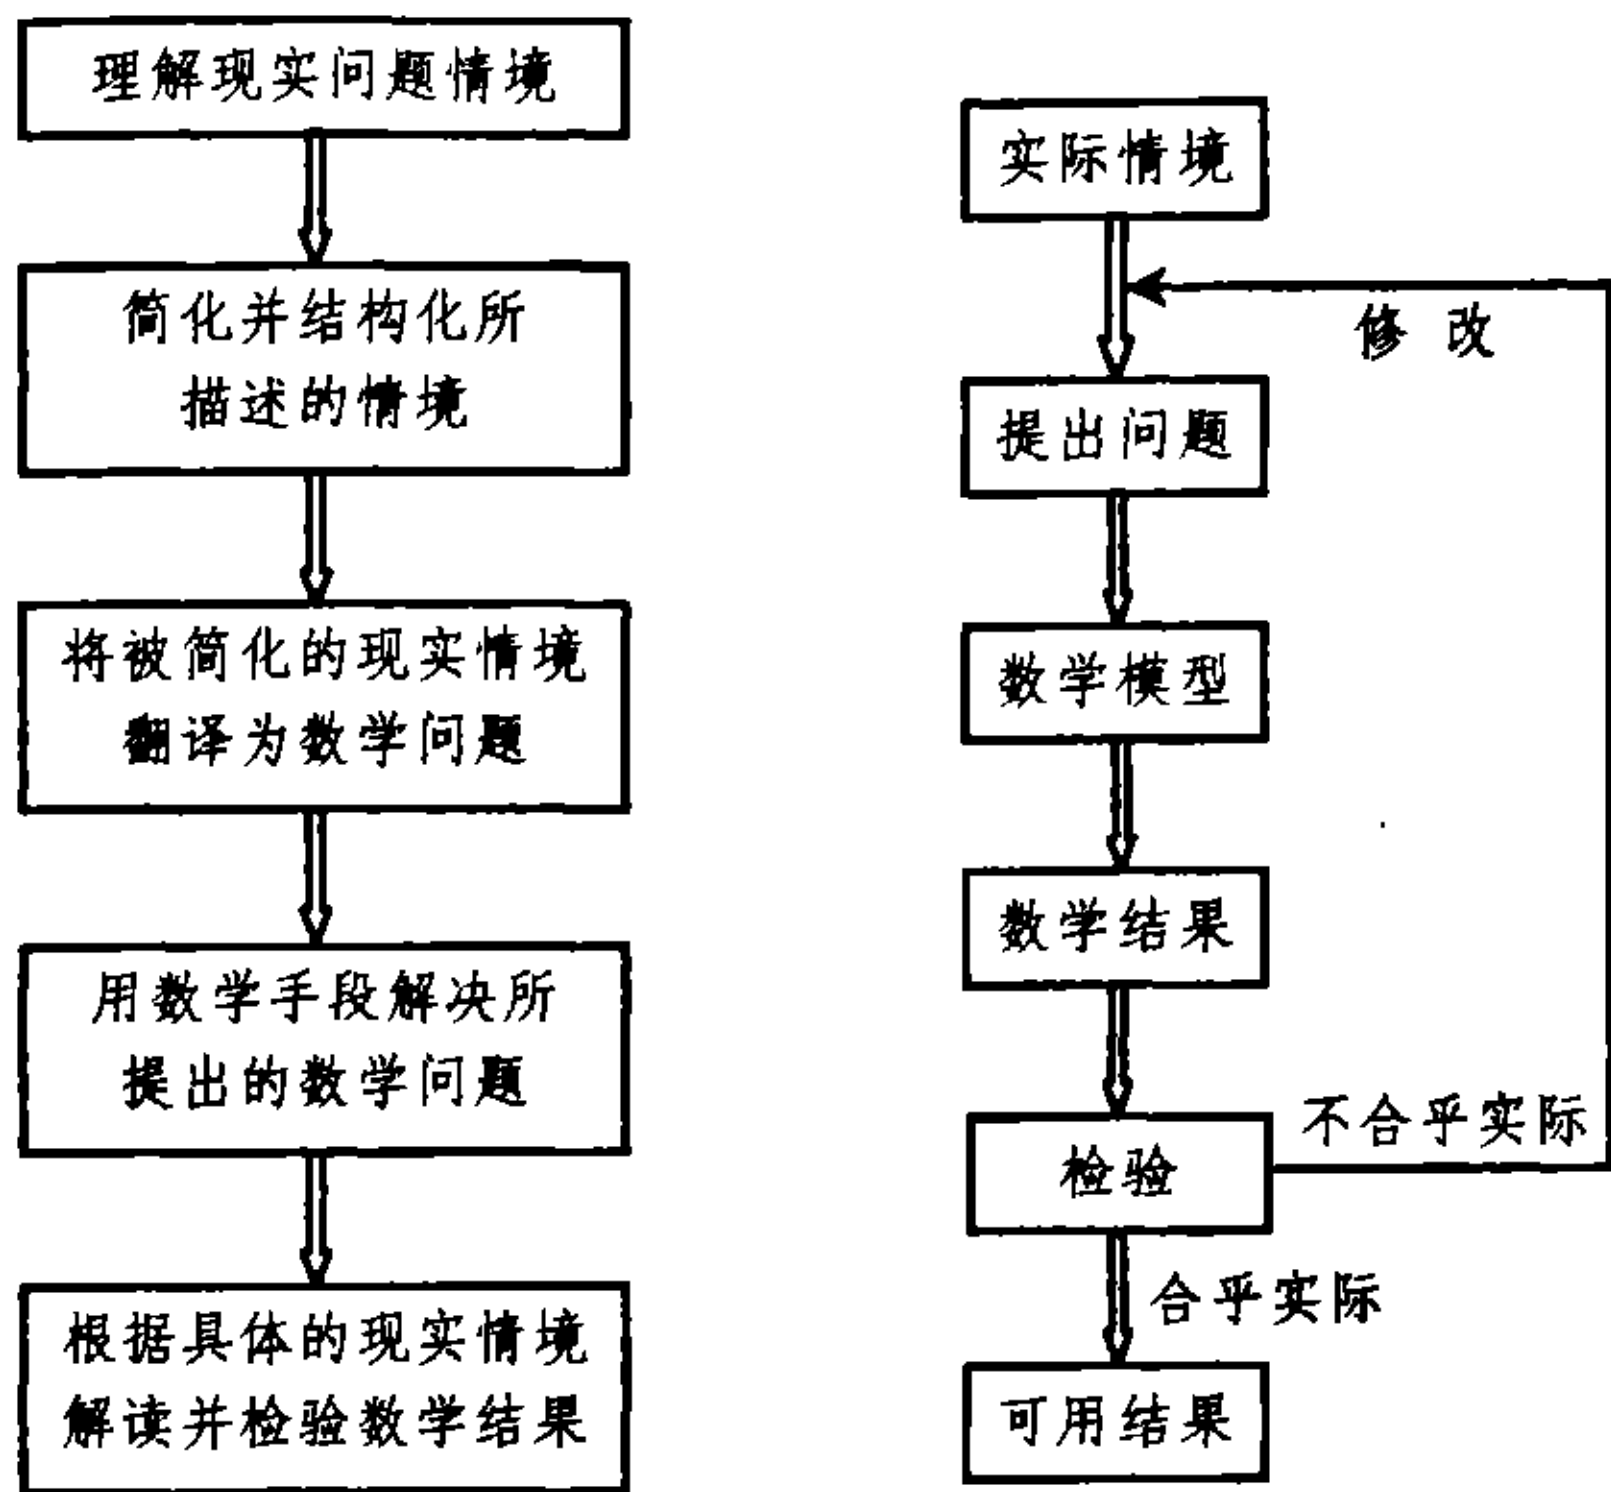 理解现实问题情境
简化并结构化所
描述的情境
将被简化的现实情境
翻译为数学问题
用数学手段解决所
提出的数学问题
根据具体的现实情境
解读并检验数学结果
实际情境
修改
提出问题
数学模型
数学结果
不合乎实际
检验
合乎实际
可用结果